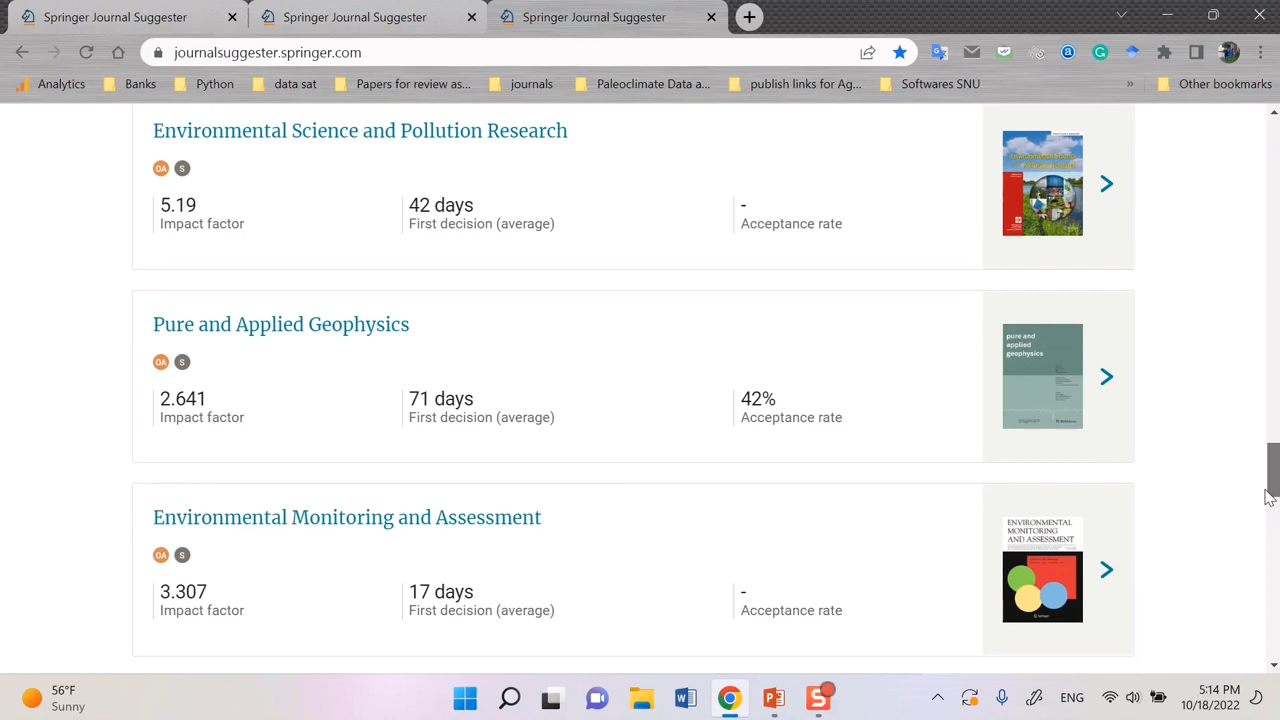 Springer Journal Suggester
Springer Journal Suggester
Springer Journal Suggester
journalsuggester.springer.com
Analytics
Banks
Python
data sat
Papers for review as...
journals
Paleoclimate Data a...
publish links for Ag...
Softwares SNU
»
Other bookmarks
Environmental Science and Pollution Research
OA S
5.19
Impact factor
42 days
First decision (average)
-
Acceptance rate
Pure and Applied Geophysics
OA S
2.641
Impact factor
71 days
First decision (average)
42%
Acceptance rate
pure and
applied
geophysics
Environmental Monitoring and Assessment
OA S
3.307
Impact factor
17 days
First decision (average)
-
Acceptance rate
ENVIRONMENTAL
MONITORING
AND ASSESSMENT
56°F
Sunny
ENG
5:14 PM
10/18/2022